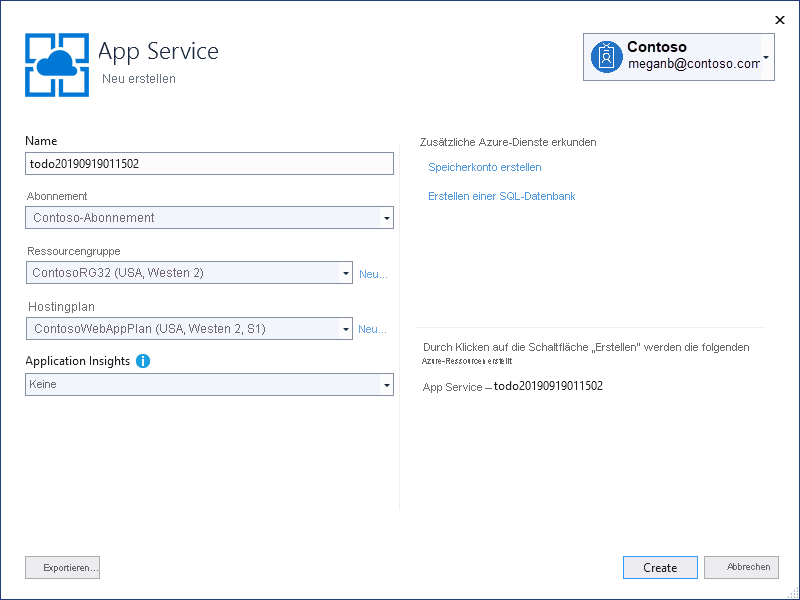 App Service
Neu erstellen
Contoso
meganb@contoso.com
Name
todo20190919011502
Abonnement
Contoso-Abonnement
Ressourcengruppe
ContosoRG32 (USA, Westen 2)
Neu...
Hostingplan
ContosoWebAppPlan (USA, Westen 2, S1)
Neu...
Application Insights
Keine
Zusätzliche Azure-Dienste erkunden
Speicherkonto erstellen
Erstellen einer SQL-Datenbank
Durch Klicken auf die Schaltfläche „Erstellen" werden die folgenden
Azure-Ressourcen erstellt
App Service – todo20190919011502
Exportieren...
Create
Abbrechen